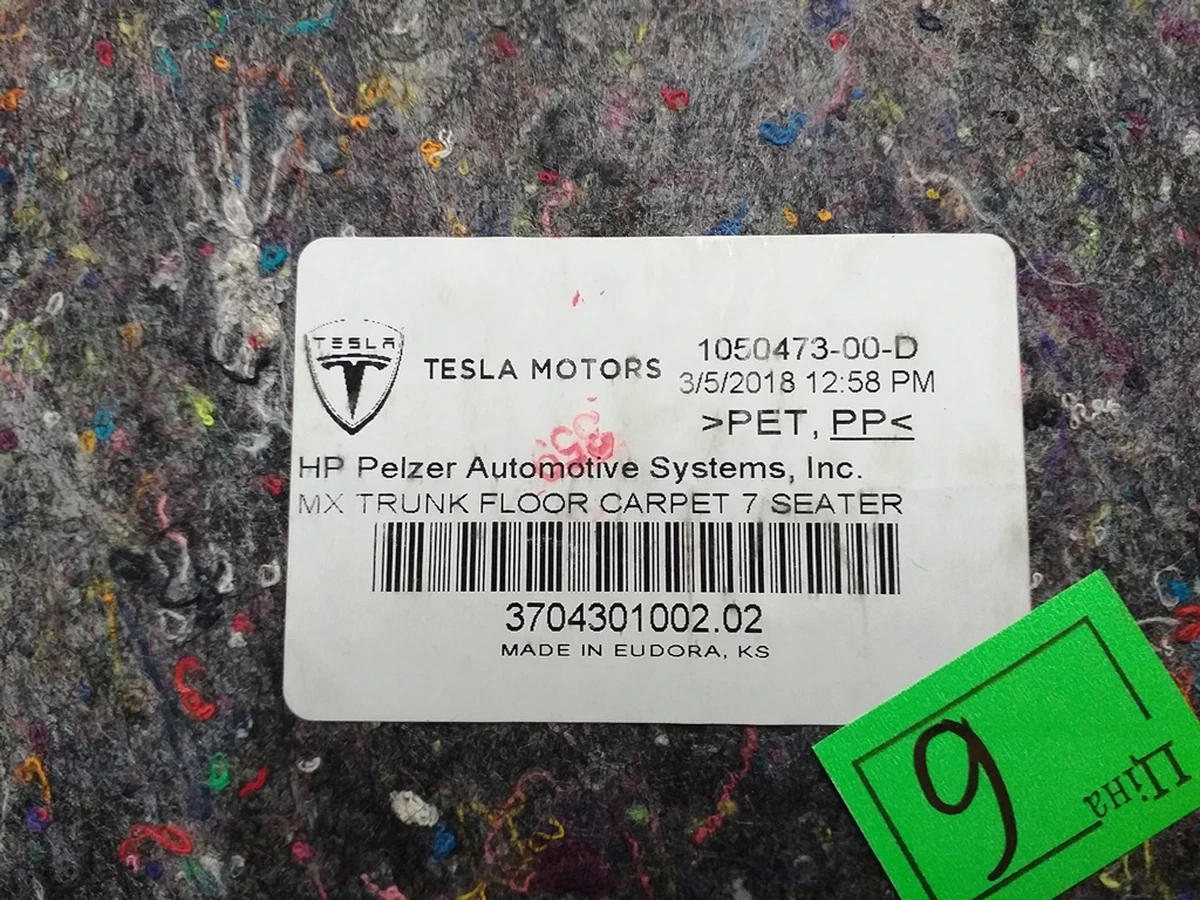 TESLA
TESLA MOTORS
1050473-00-D
3/5/2018 12:58 PM
>PET, PP<
HP Pelzer Automotive Systems, Inc.
MX TRUNK FLOOR CARPET 7 SEATER
3704301002.02
MADE IN EUDORA, KS
9
Ціна